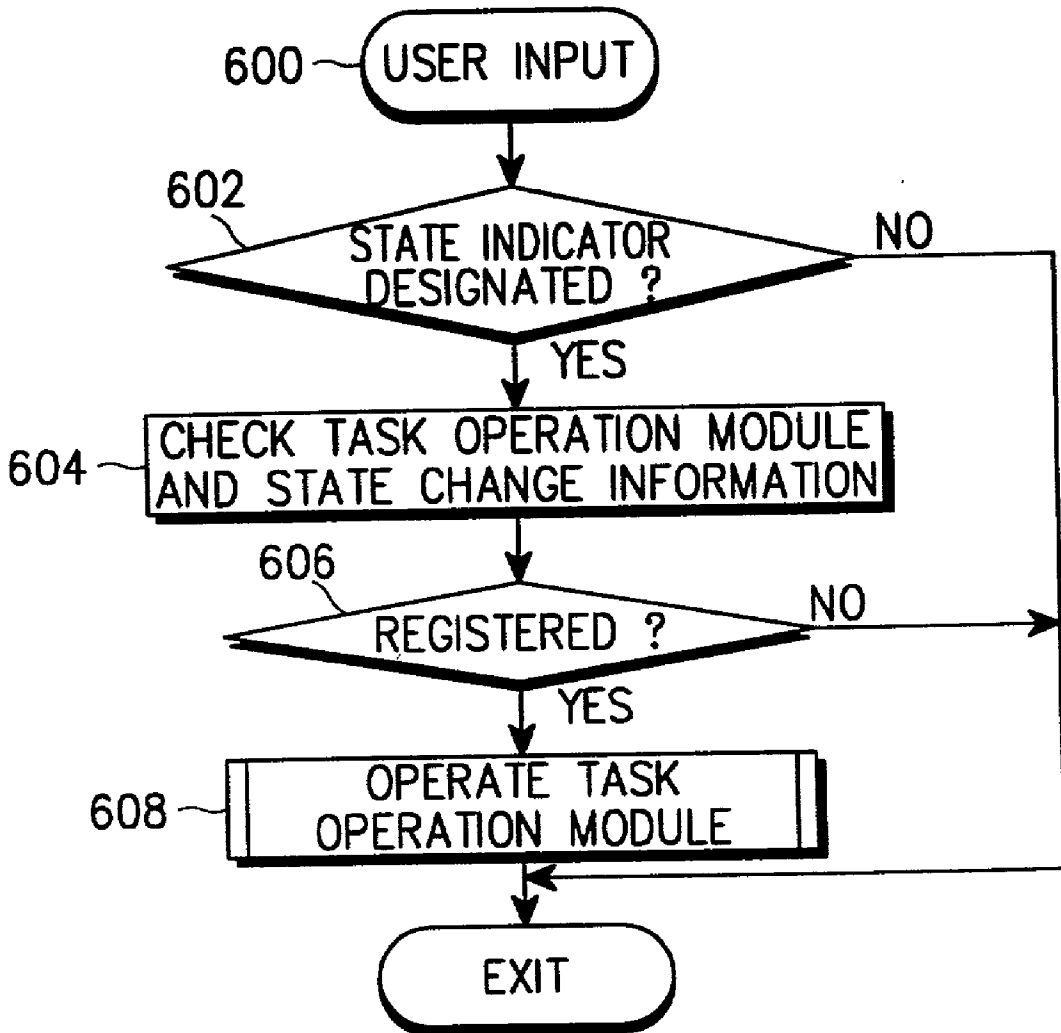 600
USER INPUT
602
STATE INDICATOR
DESIGNATED ?
NO
YES
604
CHECK TASK OPERATION MODULE
AND STATE CHANGE INFORMATION
606
REGISTERED ?
NO
YES
608
OPERATE TASK
OPERATION MODULE
EXIT